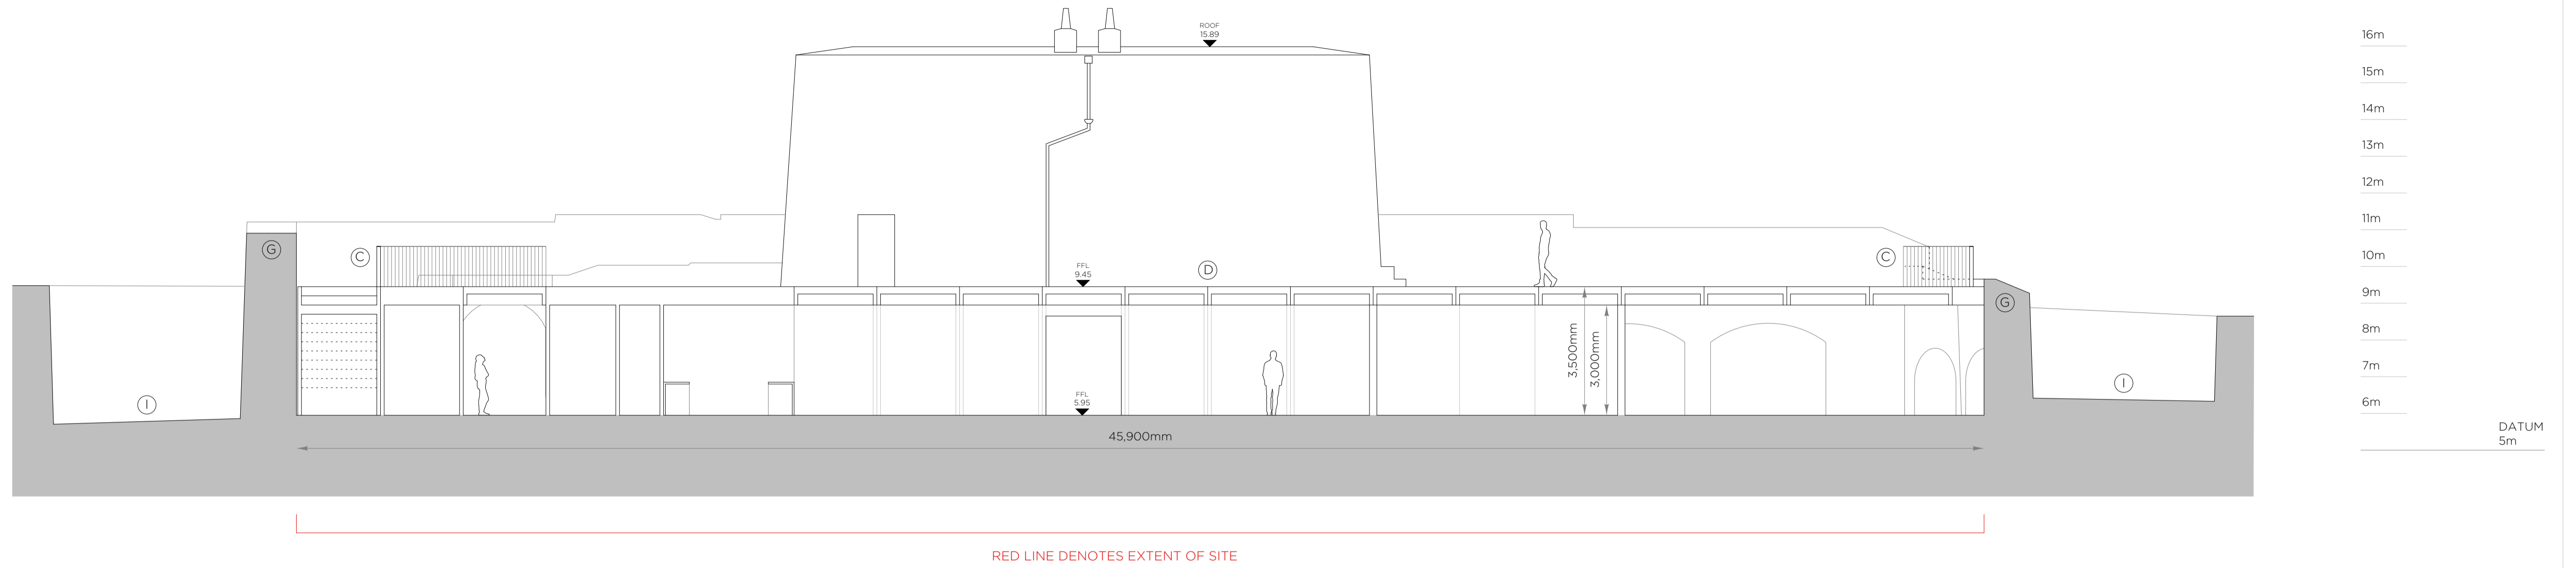 ROOF
15.89
16m
15m
14m
13m
12m
11m
10m
9m
8m
7m
6m
DATUM
5m
G
C
FFL
9.45
D
C
G
3,500mm
3,000mm
I
FFL
5.95
I
45,900mm
RED LINE DENOTES EXTENT OF SITE